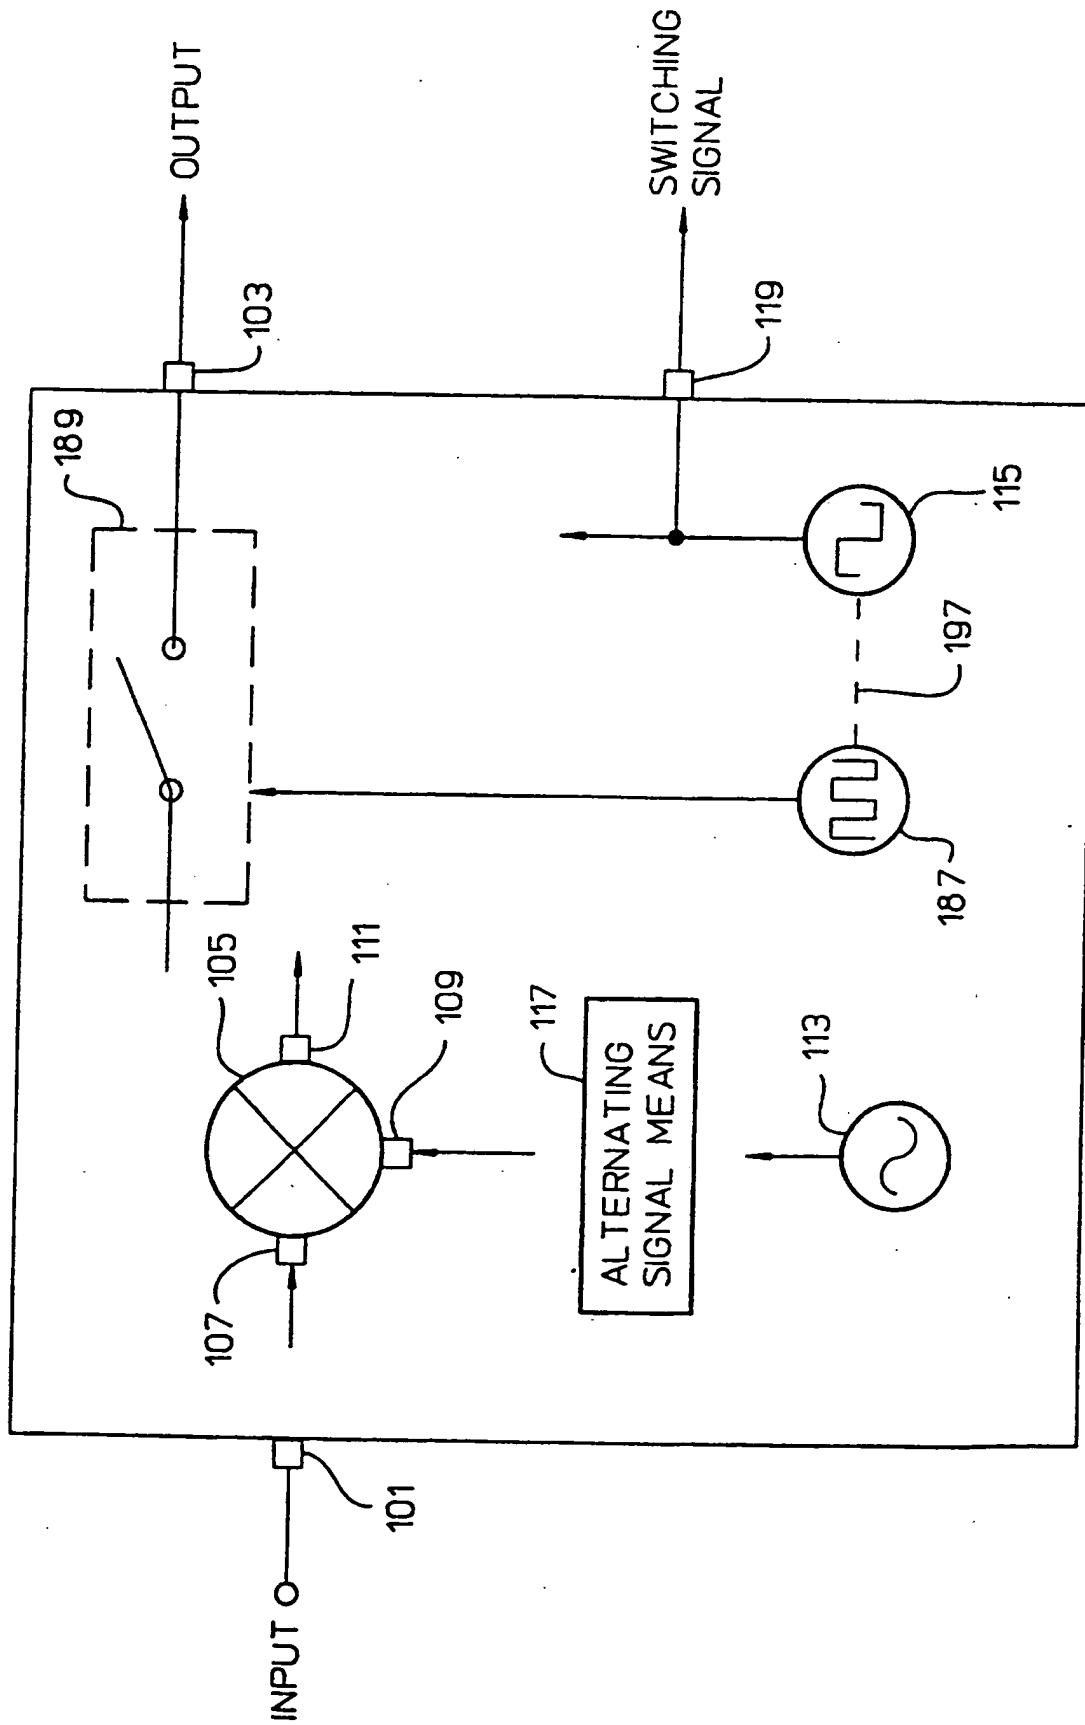 OUTPUT
103
189
SWITCHING
SIGNAL
119
115
197
187
105
111
109
117
ALTERNATING
SIGNAL MEANS
113
107
101
INPUT